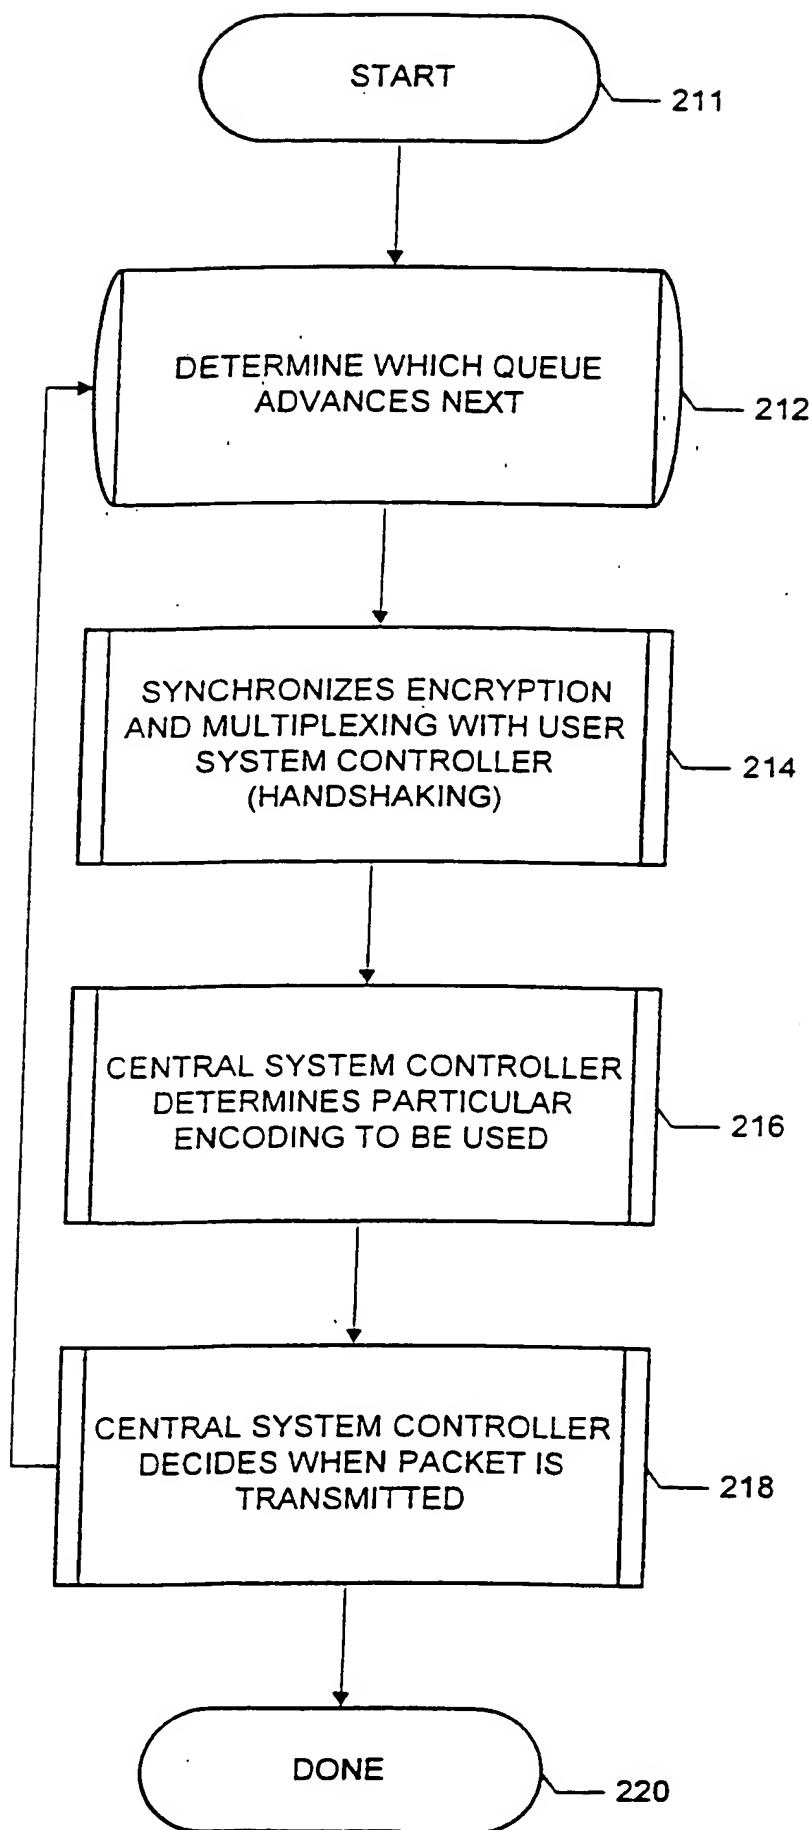 START
211
DETERMINE WHICH QUEUE
ADVANCES NEXT
212
SYNCHRONIZES ENCRYPTION
AND MULTIPLEXING WITH USER
SYSTEM CONTROLLER
(HANDSHAKING)
214
CENTRAL SYSTEM CONTROLLER
DETERMINES PARTICULAR
ENCODING TO BE USED
216
CENTRAL SYSTEM CONTROLLER
DECIDES WHEN PACKET IS
TRANSMITTED
218
DONE
220